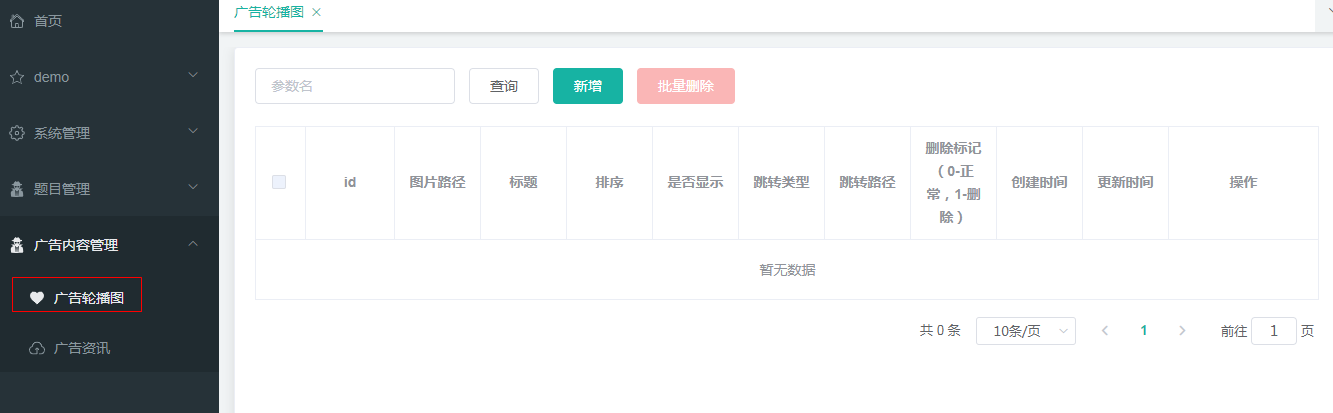 首页
demo
系统管理
题目管理
广告内容管理
广告轮播图
广告资讯
广告轮播图
参数名
查询
新增
批量删除
id
图片路径
标题
排序
是否显示
跳转类型
跳转路径
删除标记
（0-正
常，1-删
除）
创建时间
更新时间
操作
暂无数据
共 0 条
10条/页
1
前往 1 页